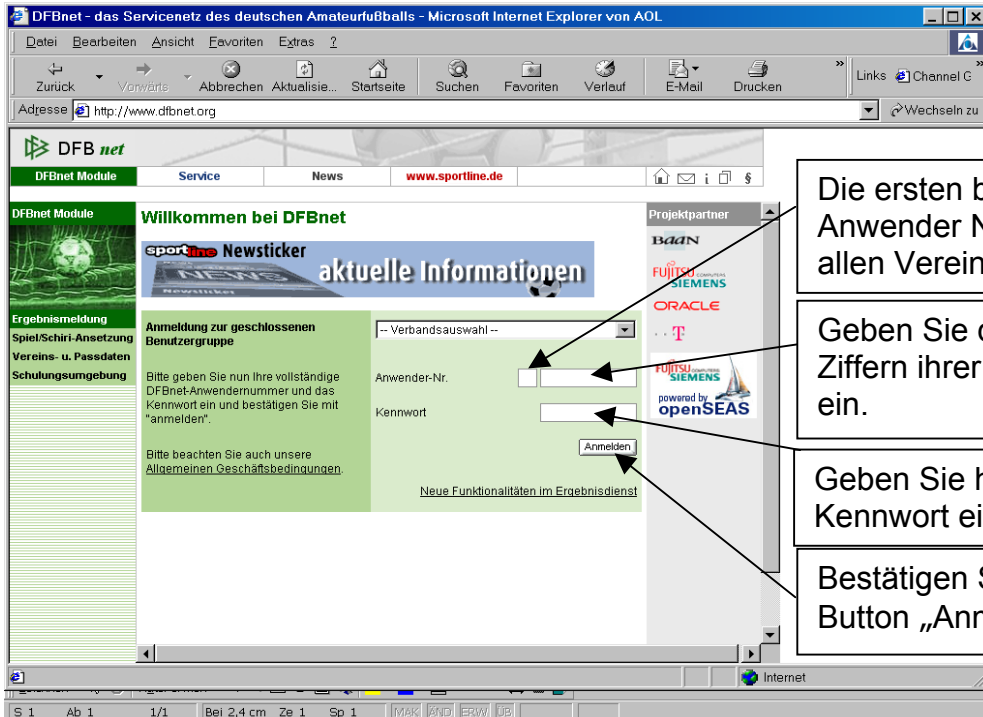 DFBnet - das Servicenetz des deutschen Amateurfußballs - Microsoft Internet Explorer von AOL
Datei Bearbeiten Ansicht Favoriten Extras ?
Zurück Vorwärts Abbrechen Aktualisie... Startseite Suchen Favoriten Verlauf E-Mail Drucken Links Channel G
Adresse http://www.dfbnet.org Wechseln zu
DFB net
DFBnet Module Service News www.sportline.de
DFBnet Module
Ergebnismeldung
Spiel/Schiri-Ansetzung
Vereins- u. Passdaten
Schulungsumgebung
Willkommen bei DFBnet
sportline Newsticker
NEWS
Newsticker
aktuelle Informationen
Anmeldung zur geschlossenen
Benutzergruppe
-- Verbandsauswahl --
Bitte geben Sie nun Ihre vollständige
DFBnet-Anwendernummer und das
Kennwort ein und bestätigen Sie mit
"anmelden".
Bitte beachten Sie auch unsere
Allgemeinen Geschäftsbedingungen.
Anwender-Nr.
Kennwort
Anmelden
Neue Funktionalitäten im Ergebnisdienst
Projektpartner
BaaN
FUJITSU COMPUTERS
SIEMENS
ORACLE
T
FUJITSU COMPUTERS
SIEMENS
powered by
openSEAS
Die ersten b
Anwender N
allen Verein
Geben Sie d
Ziffern ihrer
ein.
Geben Sie h
Kennwort ei
Bestätigen S
Button „Ann
Internet
S 1 Ab 1 1/1 Bei 2,4 cm Ze 1 Sp 1 MAK ÄND ERW ÜB